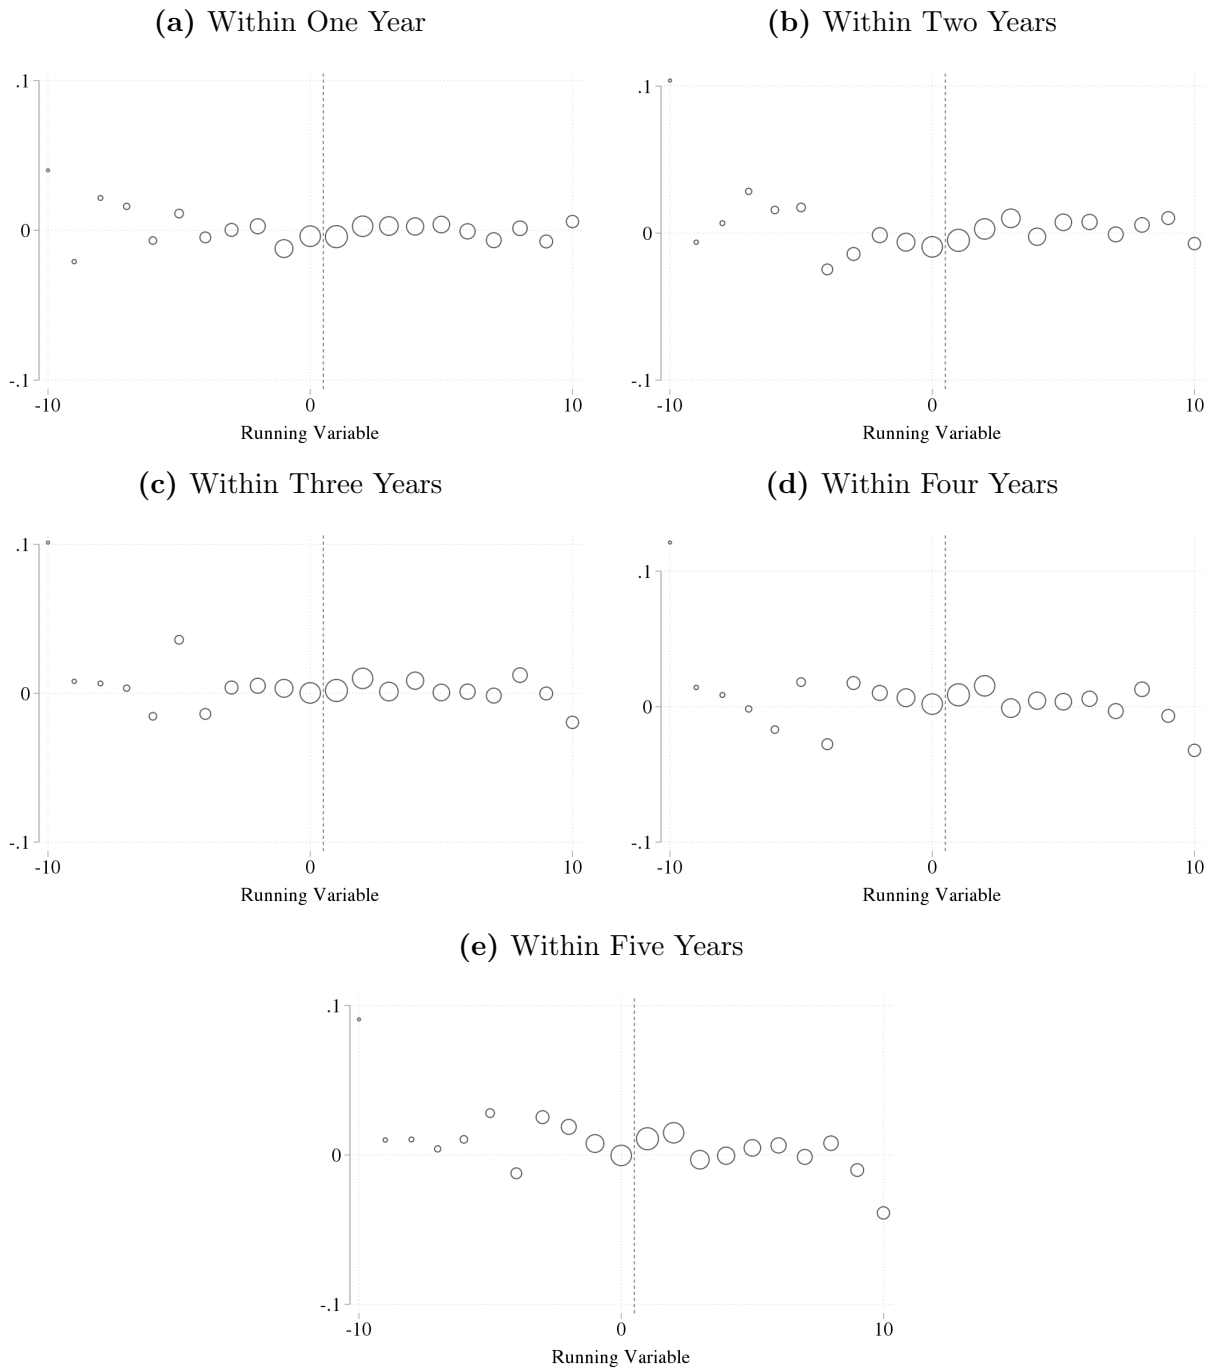 (a) Within One Year
(b) Within Two Years
.1
0
-.1
-10 0 10
Running Variable
.1
0
-.1
-10 0 10
Running Variable
(c) Within Three Years
(d) Within Four Years
.1
0
-.1
-10 0 10
Running Variable
.1
0
-.1
-10 0 10
Running Variable
(e) Within Five Years
.1
0
-.1
-10 0 10
Running Variable